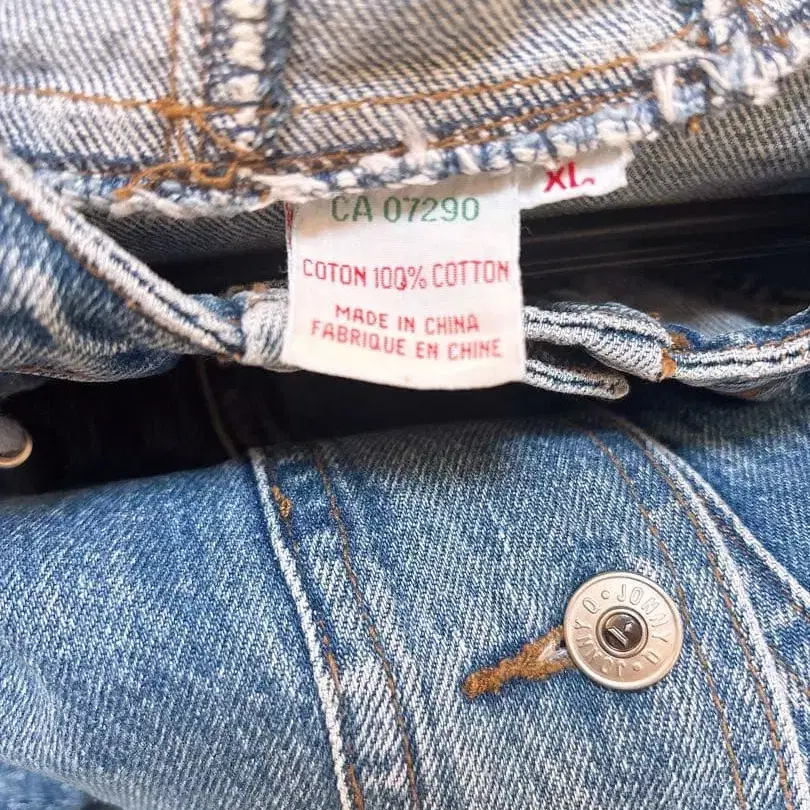 XL
CA 07290
COTON 100% COTTON
MADE IN CHINA
FABRIQUE EN CHINE
JONNY Q • JONNY Q •